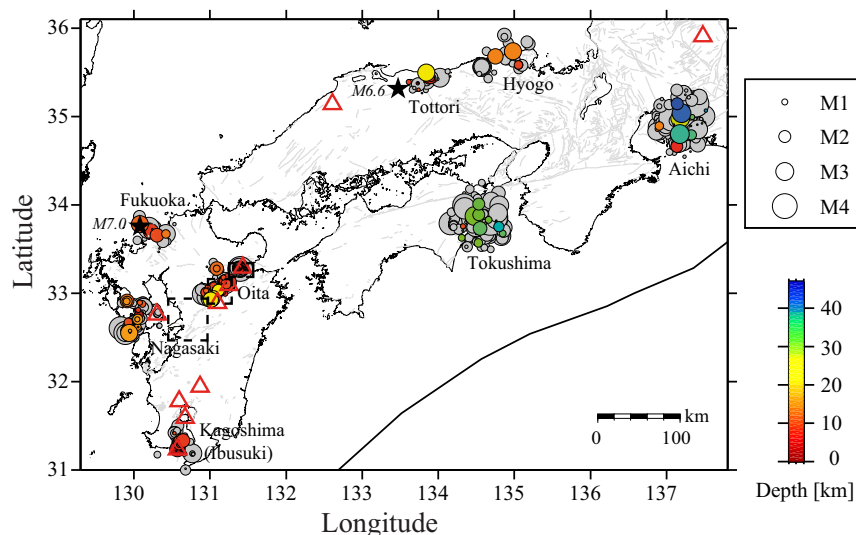 36
35
34
33
32
31
Latitude
130
131
132
133
134
135
136
137
Longitude
M6.6
Tottori
Hyogo
Aichi
Fukuoka
M7.0
Tokushima
Oita
Nagasaki
Kagoshima
(Ibusuki)
km
0 100
M1
M2
M3
M4
40
30
20
10
0
Depth [km]